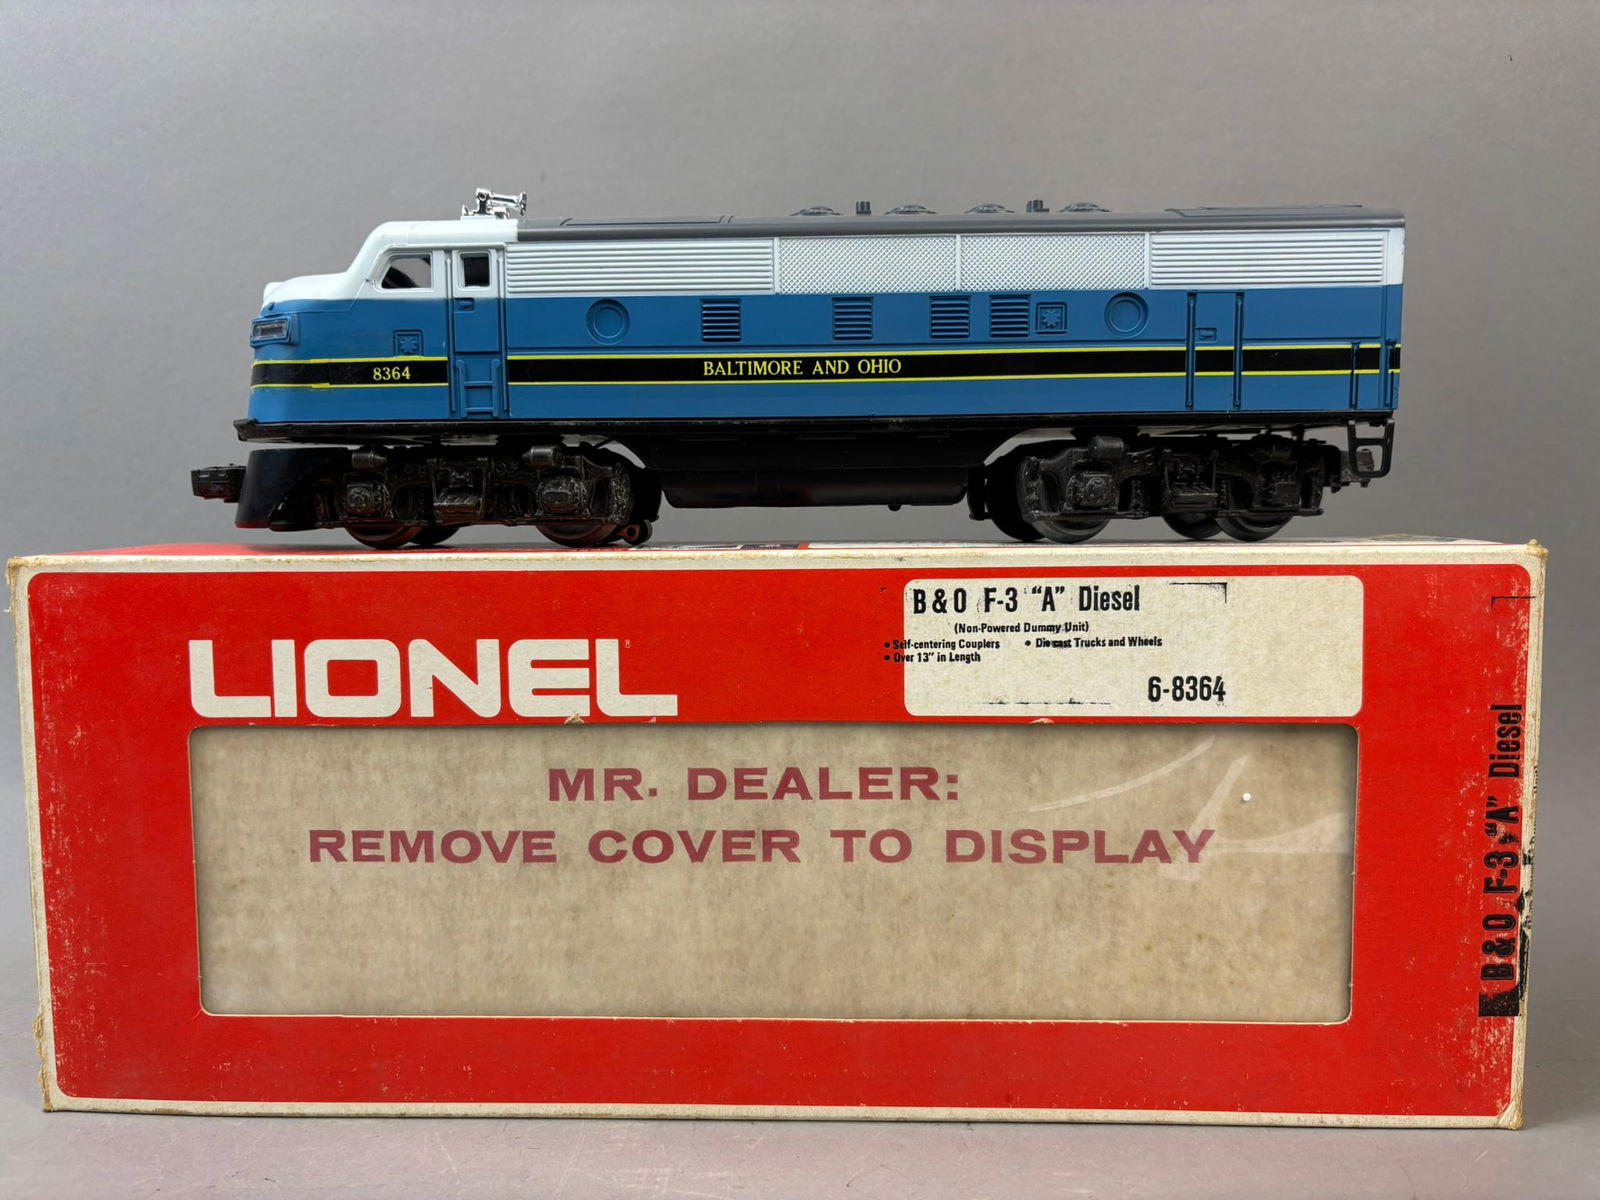 8364
BALTIMORE AND OHIO
LIONEL
B & O F-3 "A" Diesel
(Non-Powered Dummy Unit)
• Self-centering Couplers • Die cast Trucks and Wheels
• Over 13" in Length
6-8364
MR. DEALER:
REMOVE COVER TO DISPLAY
B & O F-3 "A" Diesel